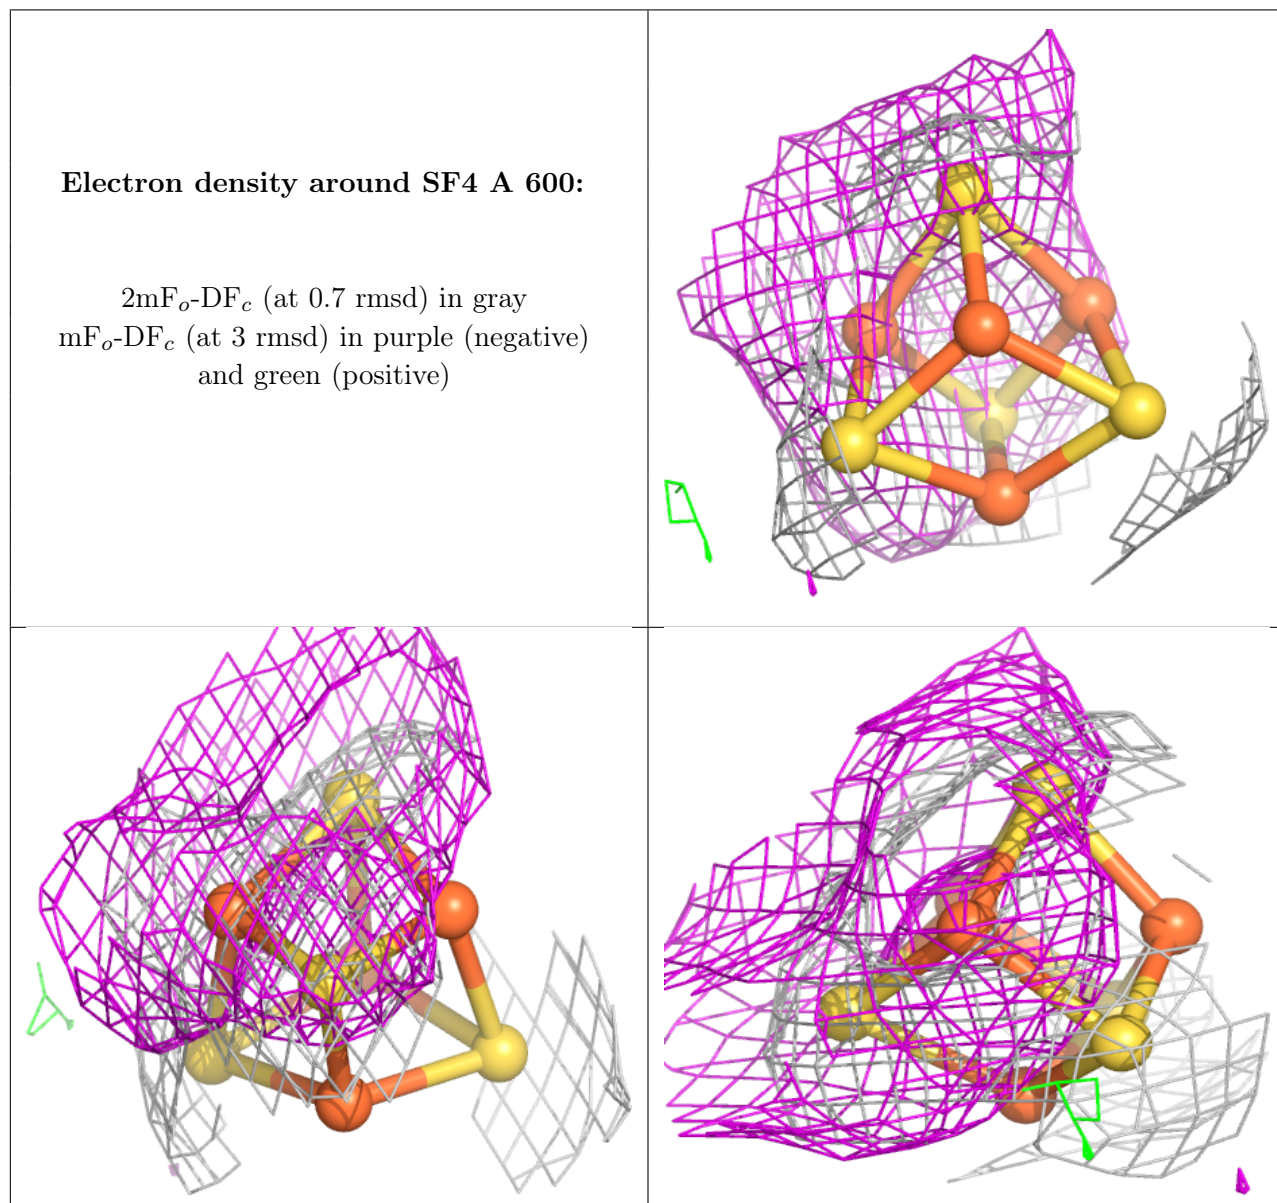 Electron density around SF4 A 600:
2mFo-DFc (at 0.7 rmsd) in gray
mFo-DFc (at 3 rmsd) in purple (negative)
and green (positive)